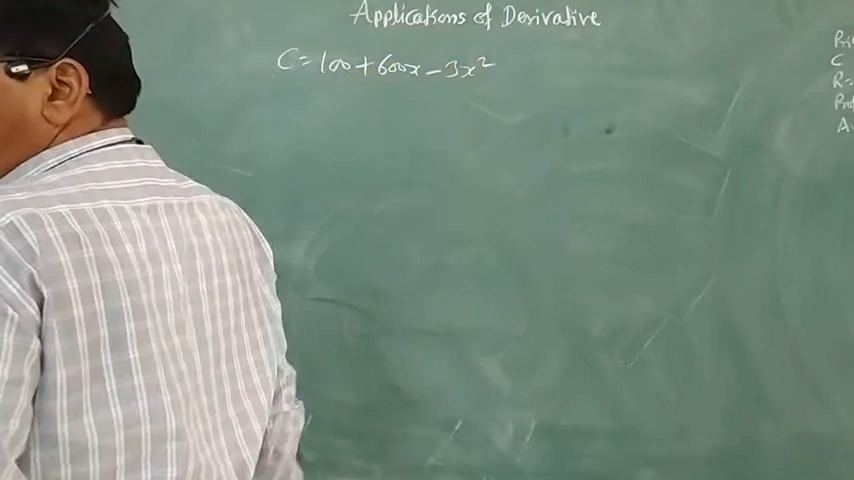 Applications of Derivative
C = 100 + 600x - 3x²
C